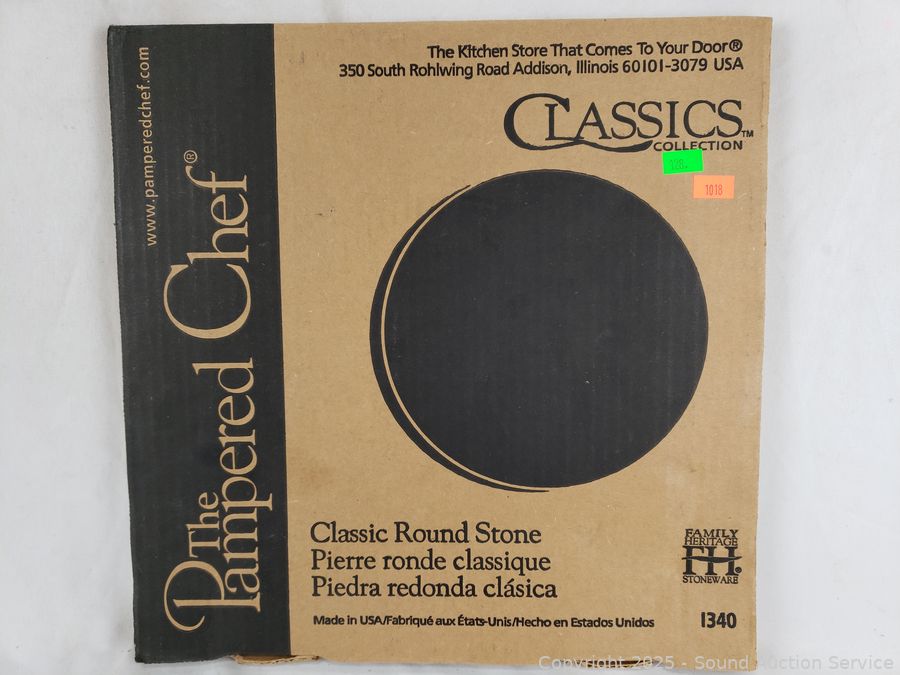 The Kitchen Store That Comes To Your Door®
350 South Rohlwing Road Addison, Illinois 60101-3079 USA
CLASSICS™
COLLECTION
128.
1018
www.pamperedchef.com
The
Pampered Chef®
Classic Round Stone
Pierre ronde classique
Piedra redonda clásica
FAMILY
HERITAGE
FH®
STONEWARE
Made in USA/Fabriqué aux États-Unis/Hecho en Estados Unidos
1340
Copyright 2025 - Sound Auction Service